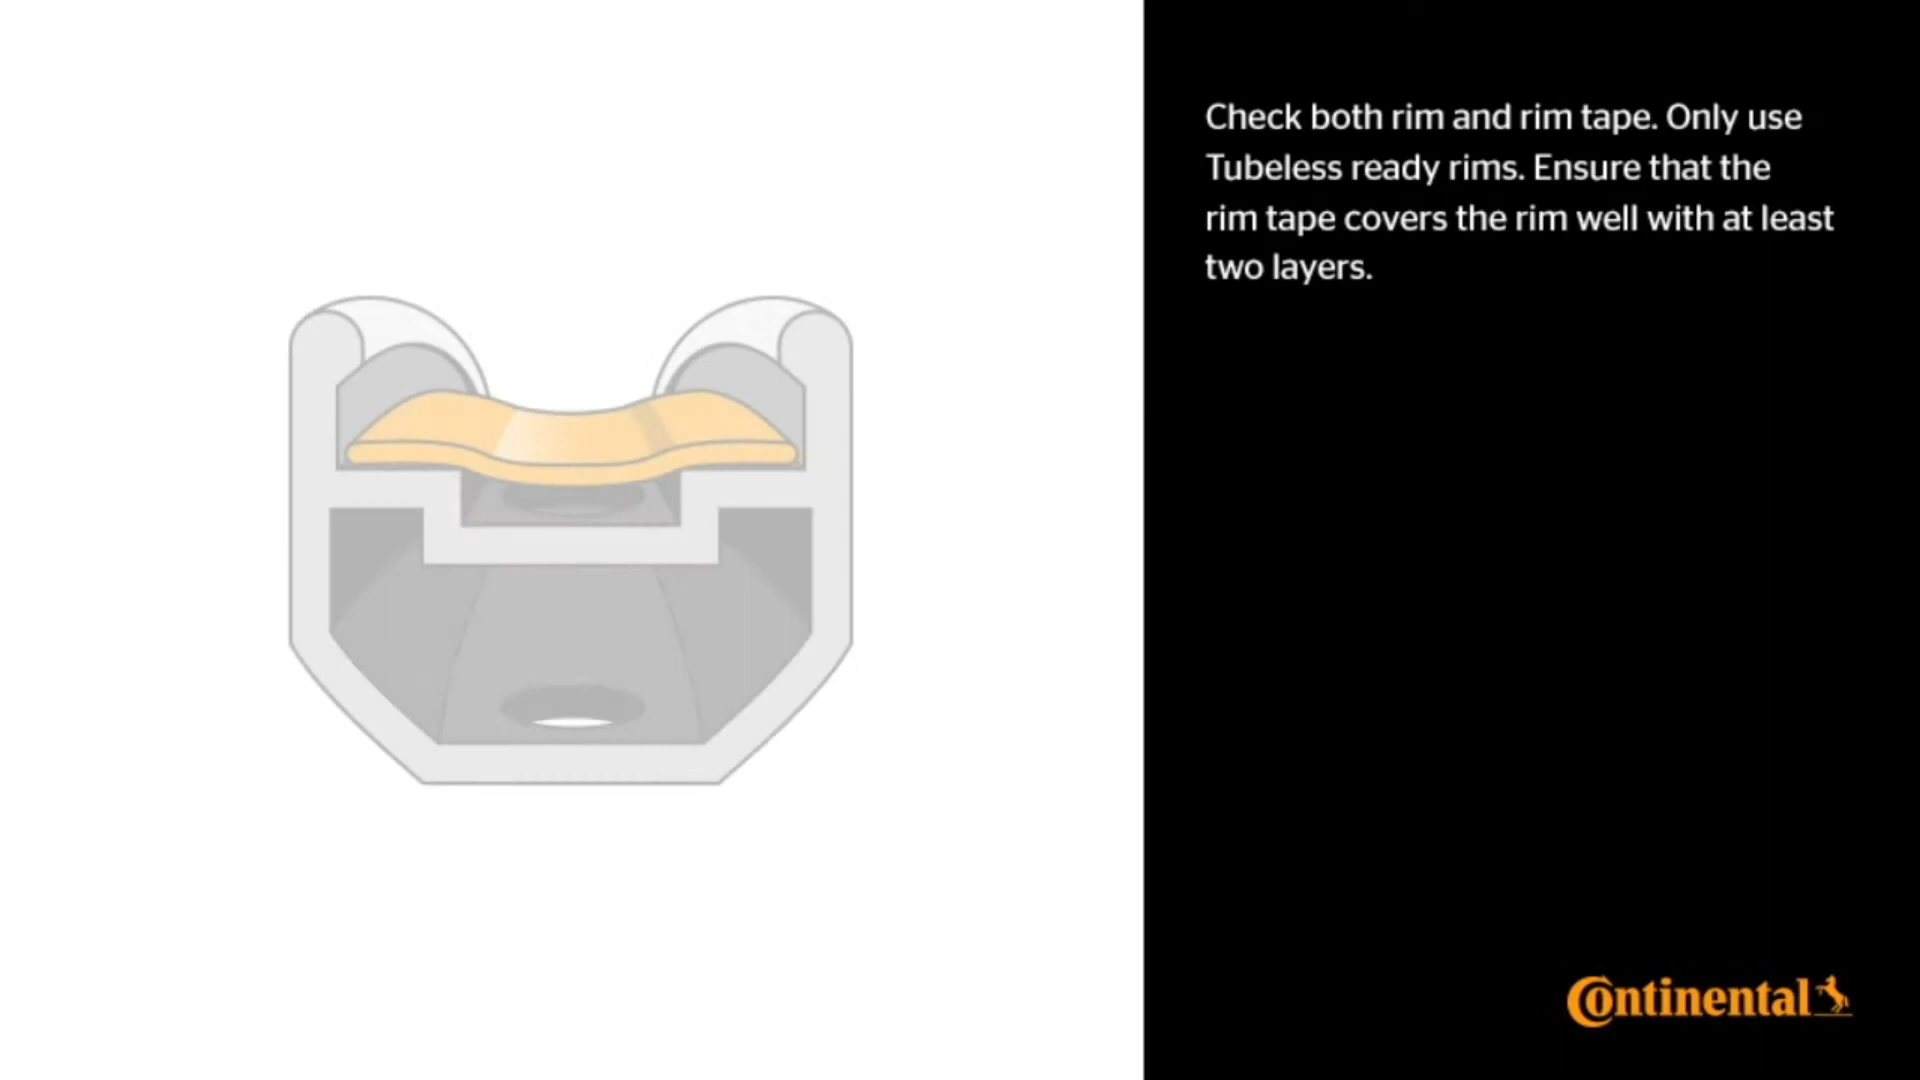 Check both rim and rim tape. Only use
Tubeless ready rims. Ensure that the
rim tape covers the rim well with at least
two layers.
Continental